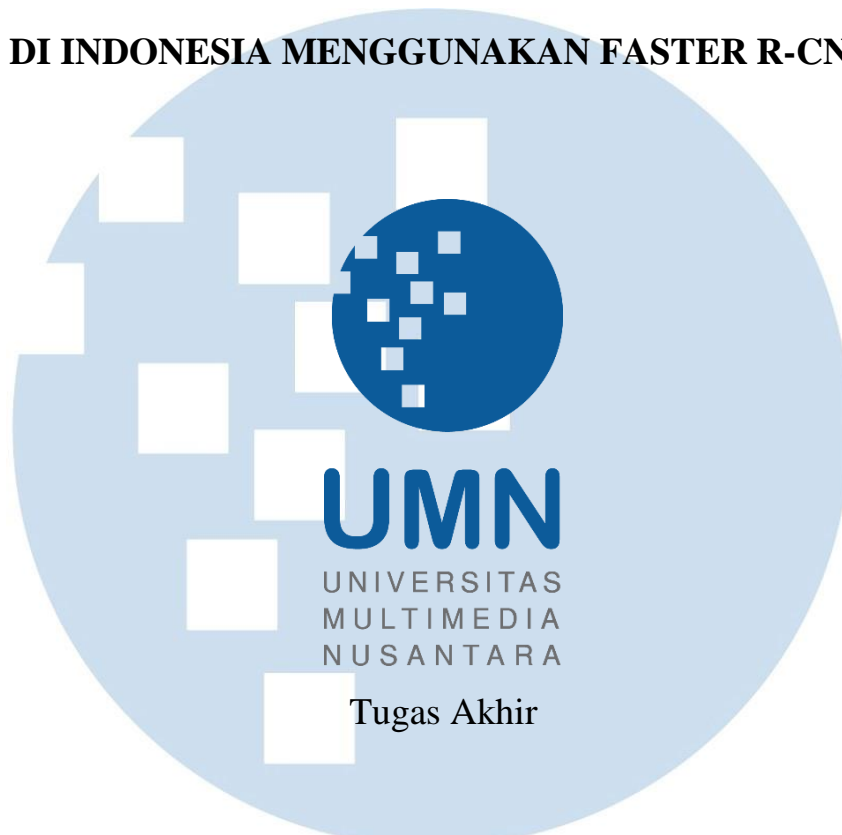 DI INDONESIA MENGGUNAKAN FASTER R-CN
UMN
UNIVERSITAS
MULTIMEDIA
NUSANTARA
Tugas Akhir